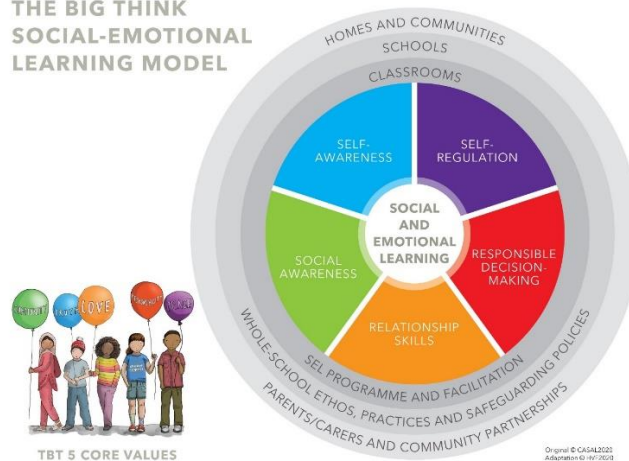 THE BIG THINK
SOCIAL-EMOTIONAL
LEARNING MODEL
HOMES AND COMMUNITIES
SCHOOLS
CLASSROOMS
SELF-
AWARENESS
SELF-
REGULATION
SOCIAL
AND
EMOTIONAL
LEARNING
SOCIAL
AWARENESS
RESPONSIBLE
DECISION-
MAKING
RELATIONSHIP
SKILLS
SEL PROGRAMME AND FACILITATION
WHOLE-SCHOOL ETHOS, PRACTICES AND SAFEGUARDING POLICIES
PARENTS/CARERS AND COMMUNITY PARTNERSHIPS
LOVE
TBT 5 CORE VALUES
Original © CASAL2020
Adaptation © HVF2020